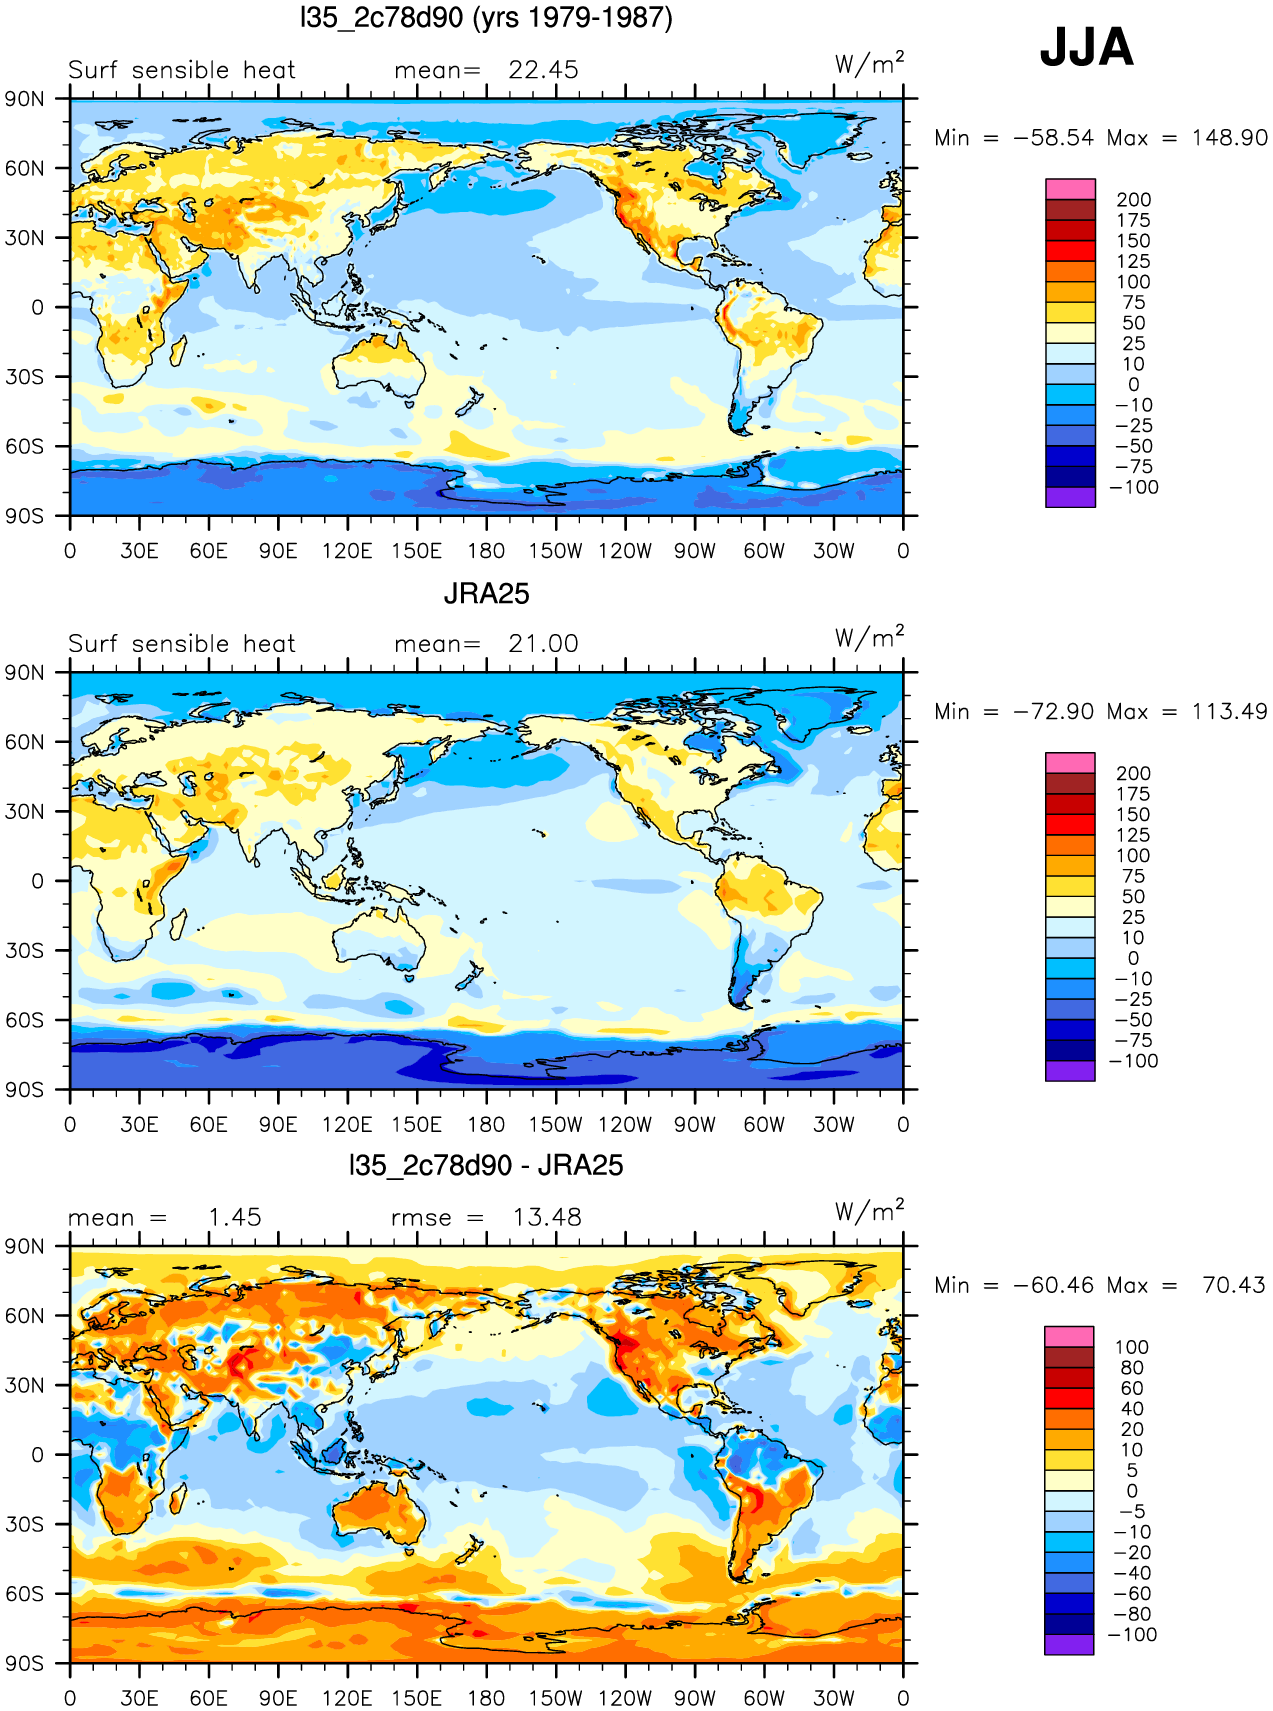 l35_2c78d90 (yrs 1979-1987)
JJA
Surf sensible heat mean= 22.45 W/m²
Min = −58.54 Max = 148.90
90N
60N
30N
0
30S
60S
90S
0 30E 60E 90E 120E 150E 180 150W 120W 90W 60W 30W 0
200
175
150
125
100
75
50
25
10
0
−10
−25
−50
−75
−100
JRA25
Surf sensible heat mean= 21.00 W/m²
Min = −72.90 Max = 113.49
90N
60N
30N
0
30S
60S
90S
0 30E 60E 90E 120E 150E 180 150W 120W 90W 60W 30W 0
200
175
150
125
100
75
50
25
10
0
−10
−25
−50
−75
−100
l35_2c78d90 - JRA25
mean = 1.45 rmse = 13.48 W/m²
Min = −60.46 Max = 70.43
90N
60N
30N
0
30S
60S
90S
0 30E 60E 90E 120E 150E 180 150W 120W 90W 60W 30W 0
100
80
60
40
20
10
5
0
−5
−10
−20
−40
−60
−80
−100